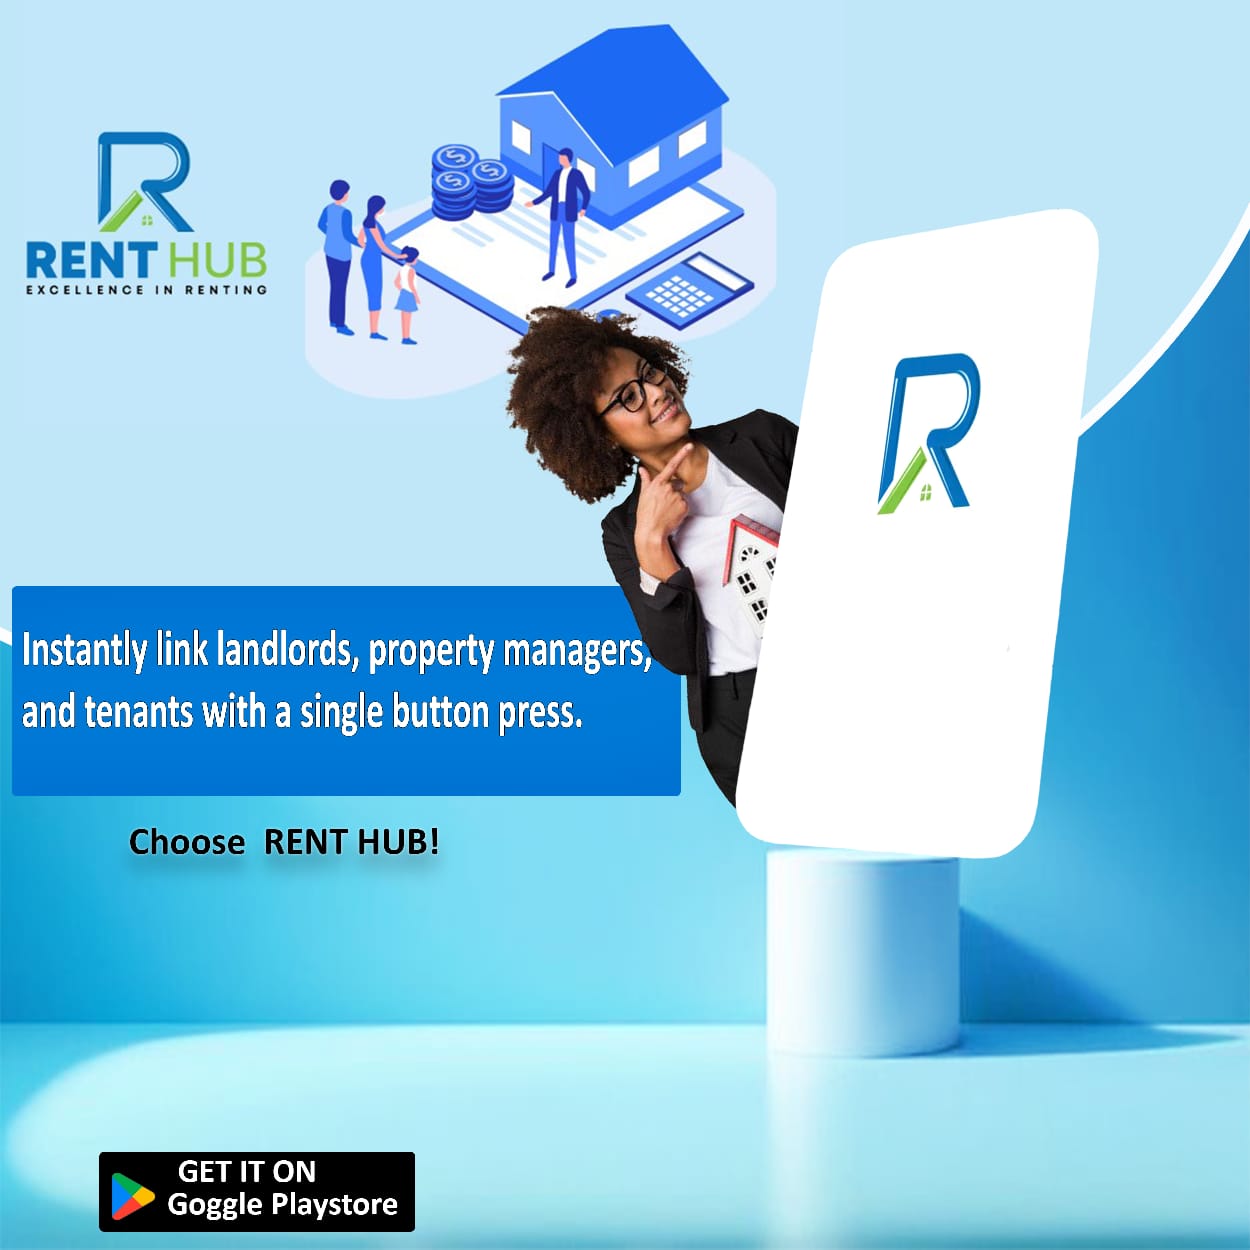 RENT HUB
EXCELLENCE IN RENTING
Instantly link landlords, property managers,
and tenants with a single button press.
Choose RENT HUB!
GET IT ON
Goggle Playstore